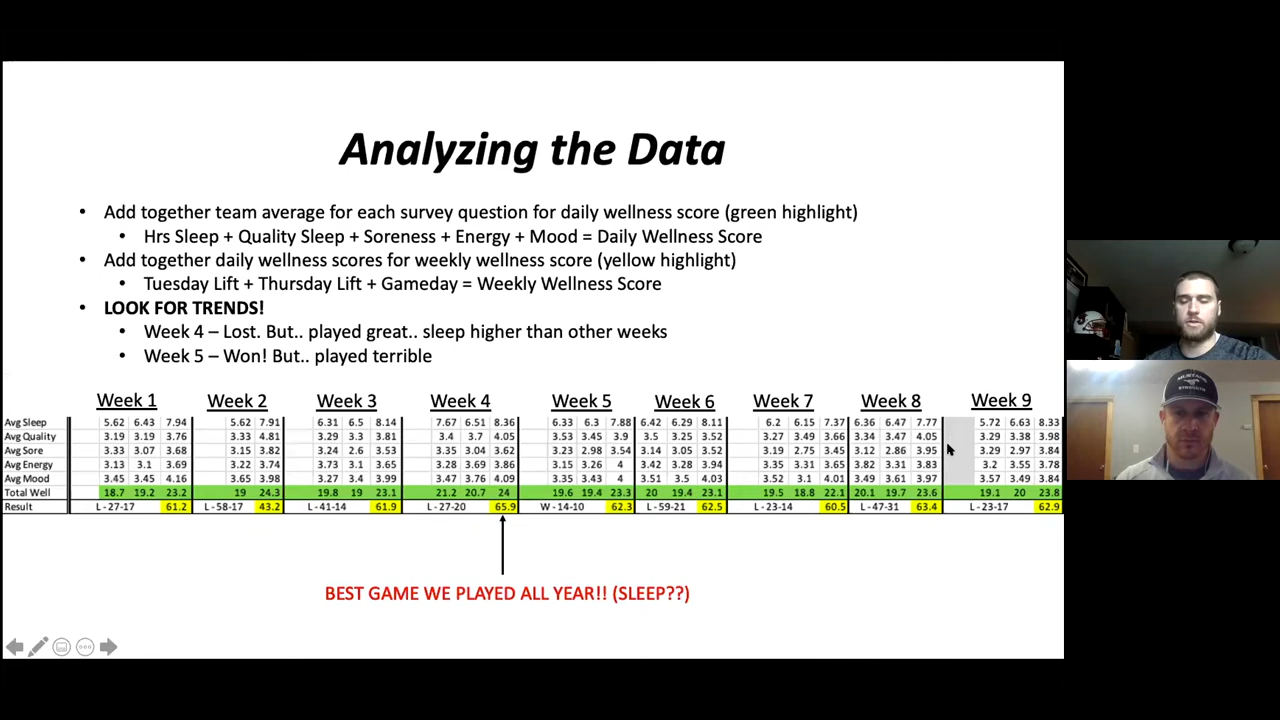 Analyzing the Data
• Add together team average for each survey question for daily wellness score (green highlight)
• Hrs Sleep + Quality Sleep + Soreness + Energy + Mood = Daily Wellness Score
• Add together daily wellness scores for weekly wellness score (yellow highlight)
• Tuesday Lift + Thursday Lift + Gameday = Weekly Wellness Score
• LOOK FOR TRENDS!
• Week 4 – Lost. But.. played great.. sleep higher than other weeks
• Week 5 – Won! But.. played terrible
Week 1 Week 2 Week 3 Week 4 Week 5 Week 6 Week 7 Week 8 Week 9
Avg Sleep 5.62 6.43 7.94 5.62 7.91 6.31 6.5 8.14 7.67 6.51 8.36 6.33 6.3 7.88 6.42 6.29 8.11 6.2 6.15 7.37 6.36 6.47 7.77 5.72 6.63 8.33
Avg Quality 3.19 3.19 3.76 3.33 4.81 3.29 3.3 3.81 3.4 3.7 4.05 3.53 3.45 3.9 3.5 3.25 3.52 3.27 3.49 3.66 3.34 3.47 4.05 3.29 3.38 3.98
Avg Sore 3.33 3.07 3.68 3.15 3.82 3.24 2.6 3.53 3.35 3.04 3.62 3.23 2.98 3.54 3.14 3.05 3.52 3.19 2.75 3.45 3.12 2.86 3.95 3.29 2.97 3.84
Avg Energy 3.13 3.1 3.69 3.22 3.74 3.73 3.1 3.65 3.28 3.69 3.86 3.15 3.26 4 3.42 3.28 3.94 3.35 3.31 3.65 3.82 3.31 3.83 3.2 3.55 3.78
Avg Mood 3.45 3.45 4.16 3.65 3.98 3.27 3.4 3.99 3.47 3.76 4.09 3.35 3.43 4 3.51 3.5 4.03 3.52 3.1 4.01 3.49 3.61 3.97 3.57 3.49 3.84
Total Well 18.7 19.2 23.2 19 24.3 19.8 19 23.1 21.2 20.7 24 19.6 19.4 23.3 20 19.4 23.1 19.5 18.8 22.1 20.1 19.7 23.6 19.1 20 23.8
Result L - 27-17 61.2 L - 58-17 43.2 L - 41-14 61.9 L - 27-20 65.9 W - 14-10 62.3 L - 59-21 62.5 L - 23-14 60.5 L - 47-31 63.4 L - 23-17 62.9
BEST GAME WE PLAYED ALL YEAR!! (SLEEP??)
MUSTANG
STRENGTH